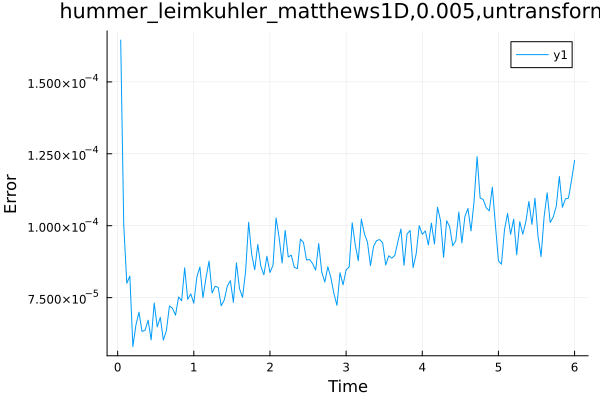 hummer_leimkuhler_matthews1D,0.005,untransform
y1
1.500×10⁻⁴
1.250×10⁻⁴
1.000×10⁻⁴
7.500×10⁻⁵
Error
0 1 2 3 4 5 6
Time